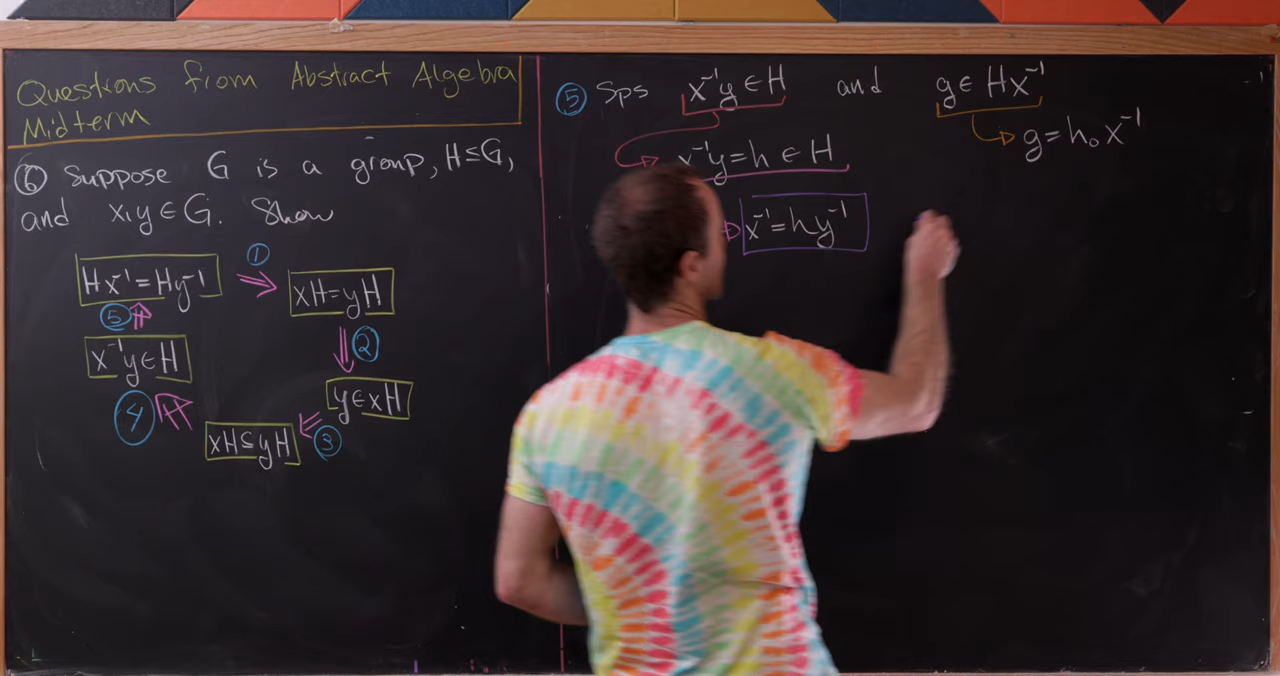 Questions from Abstract Algebra
Midterm
⑥ Suppose G is a group, H≤G,
and x,y∈G. Show
Hx⁻¹=Hy⁻¹ ① ⇒ xH=yH
⑤ ⇑ ⇓ ②
x⁻¹y∈H
y∈xH
④ ⇑ xH⊆yH ⇐ ③
⑤ Sps x⁻¹y∈H and g∈Hx⁻¹
g=h₀x⁻¹
x⁻¹y=h∈H
x⁻¹=hy⁻¹